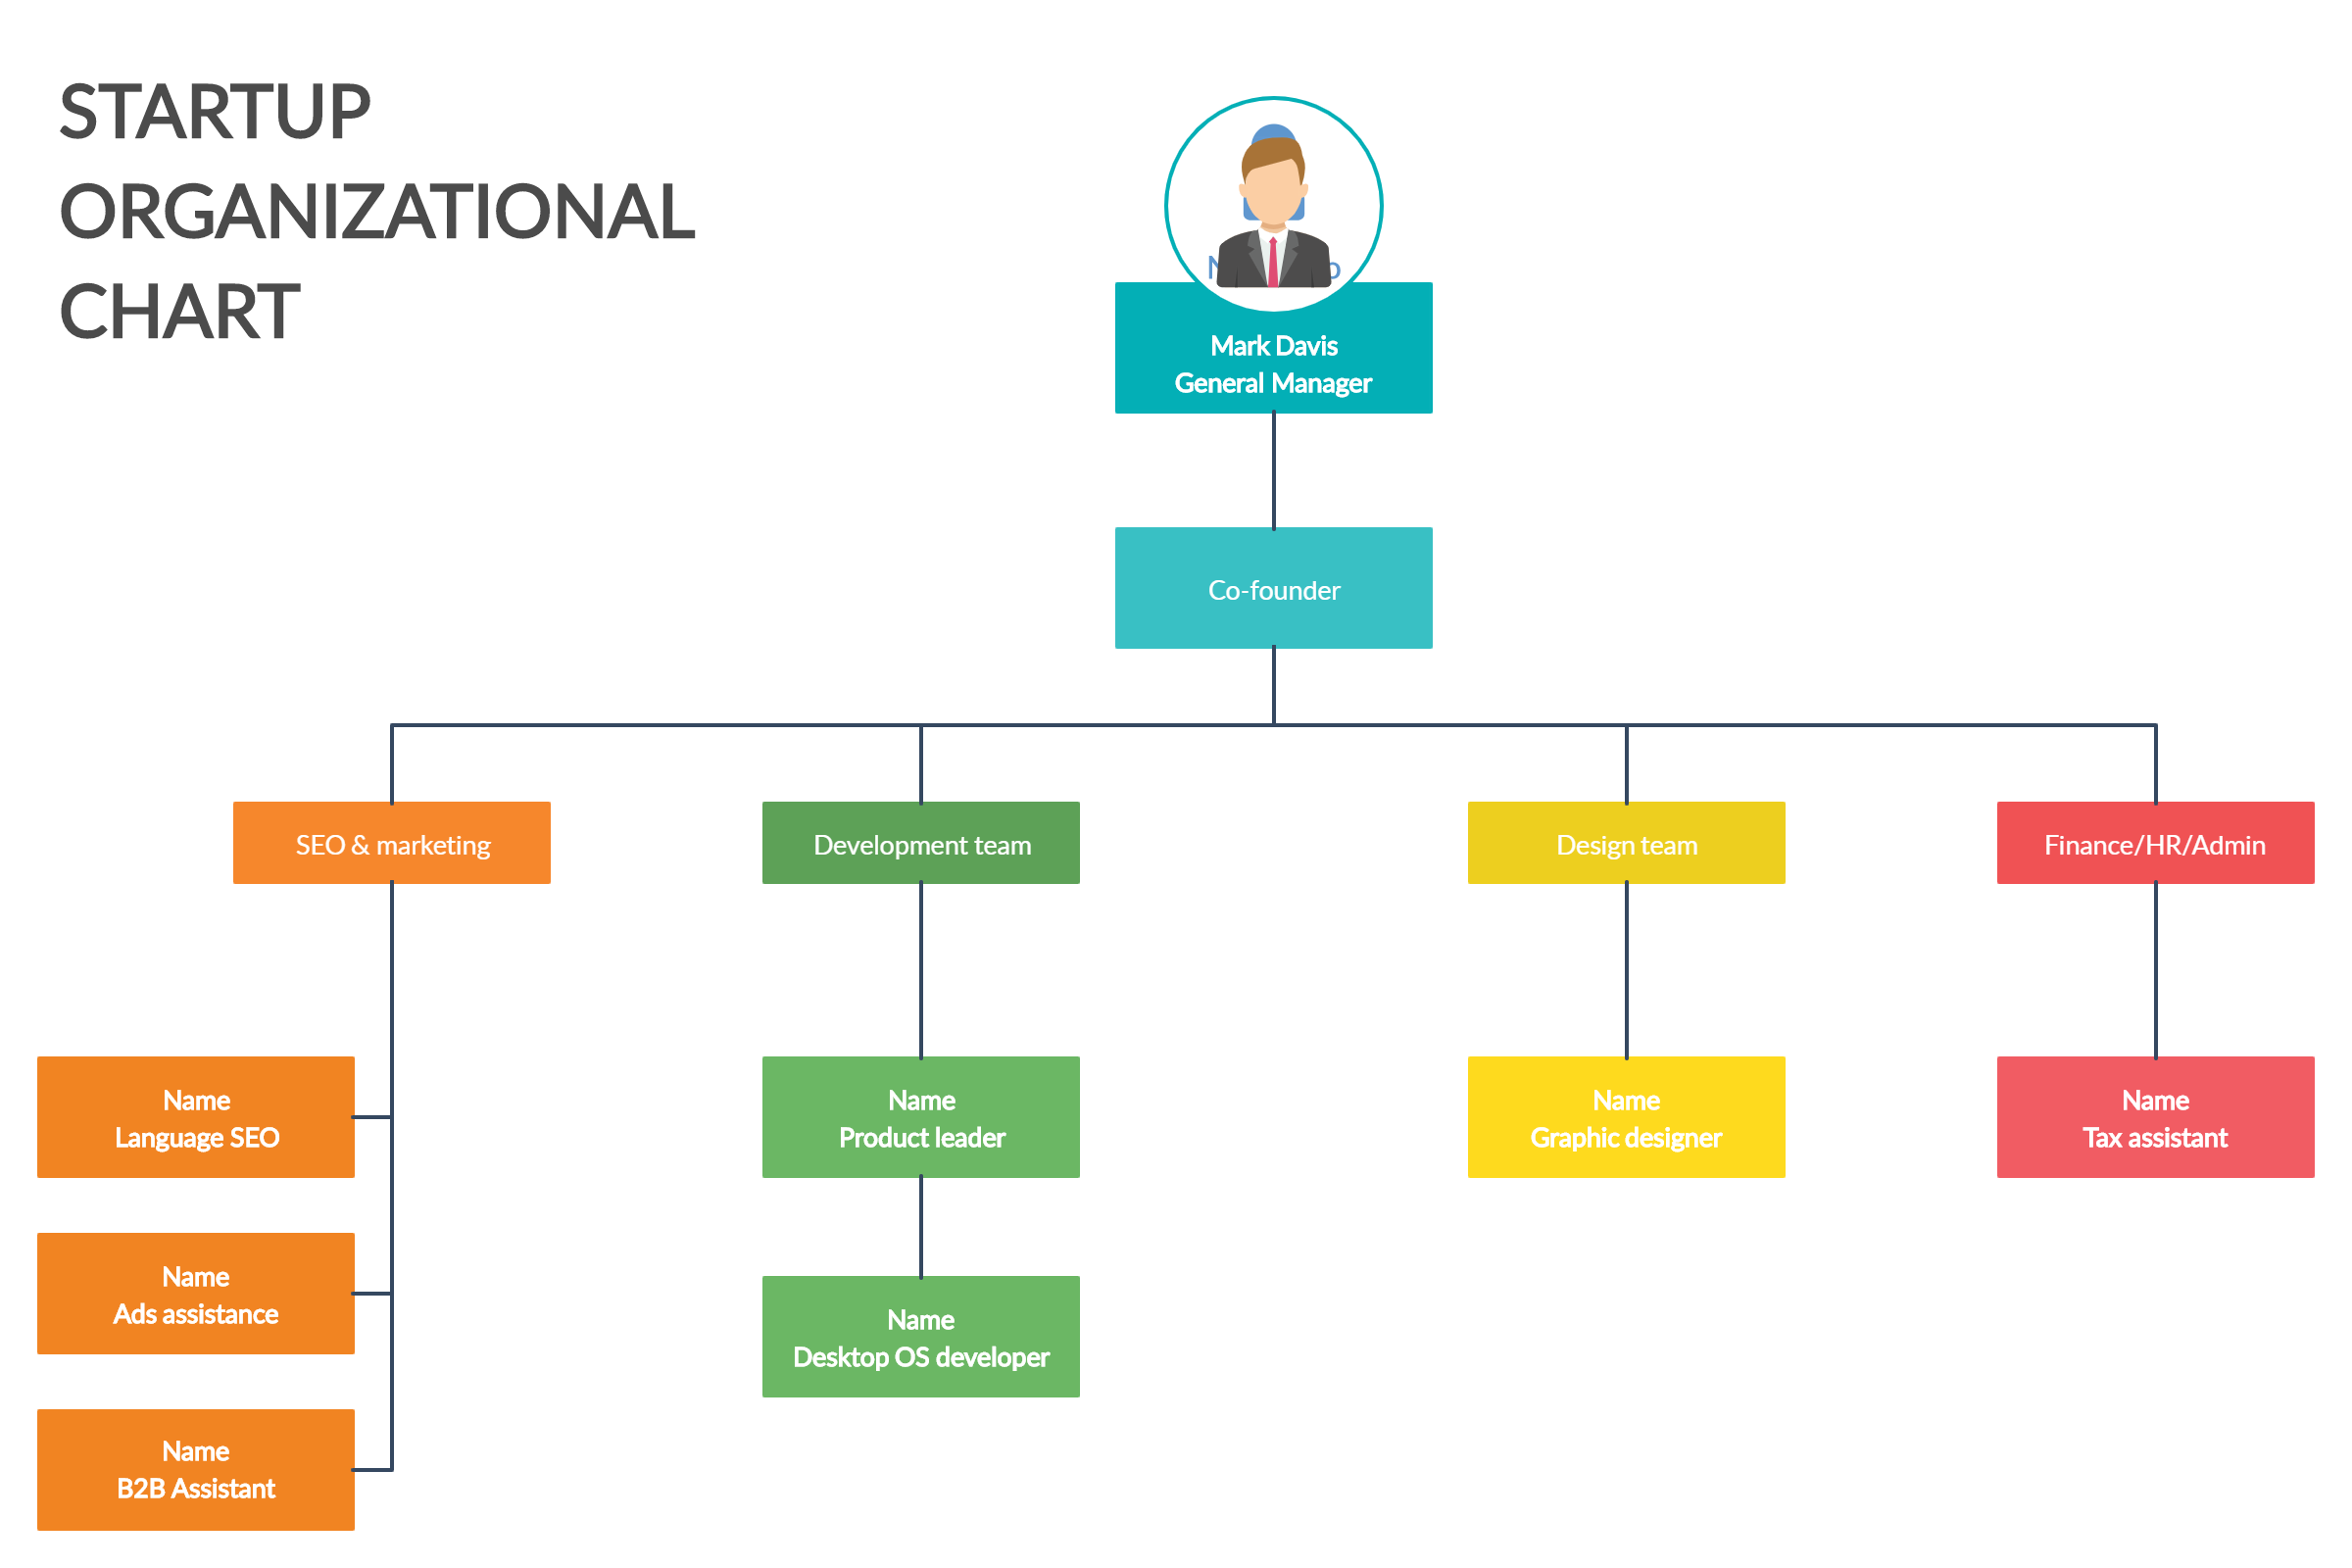 STARTUP
ORGANIZATIONAL
CHART
Mark Davis
General Manager
Co-founder
SEO & marketing
Development team
Design team
Finance/HR/Admin
Name
Language SEO
Name
Product leader
Name
Graphic designer
Name
Tax assistant
Name
Ads assistance
Name
Desktop OS developer
Name
B2B Assistant